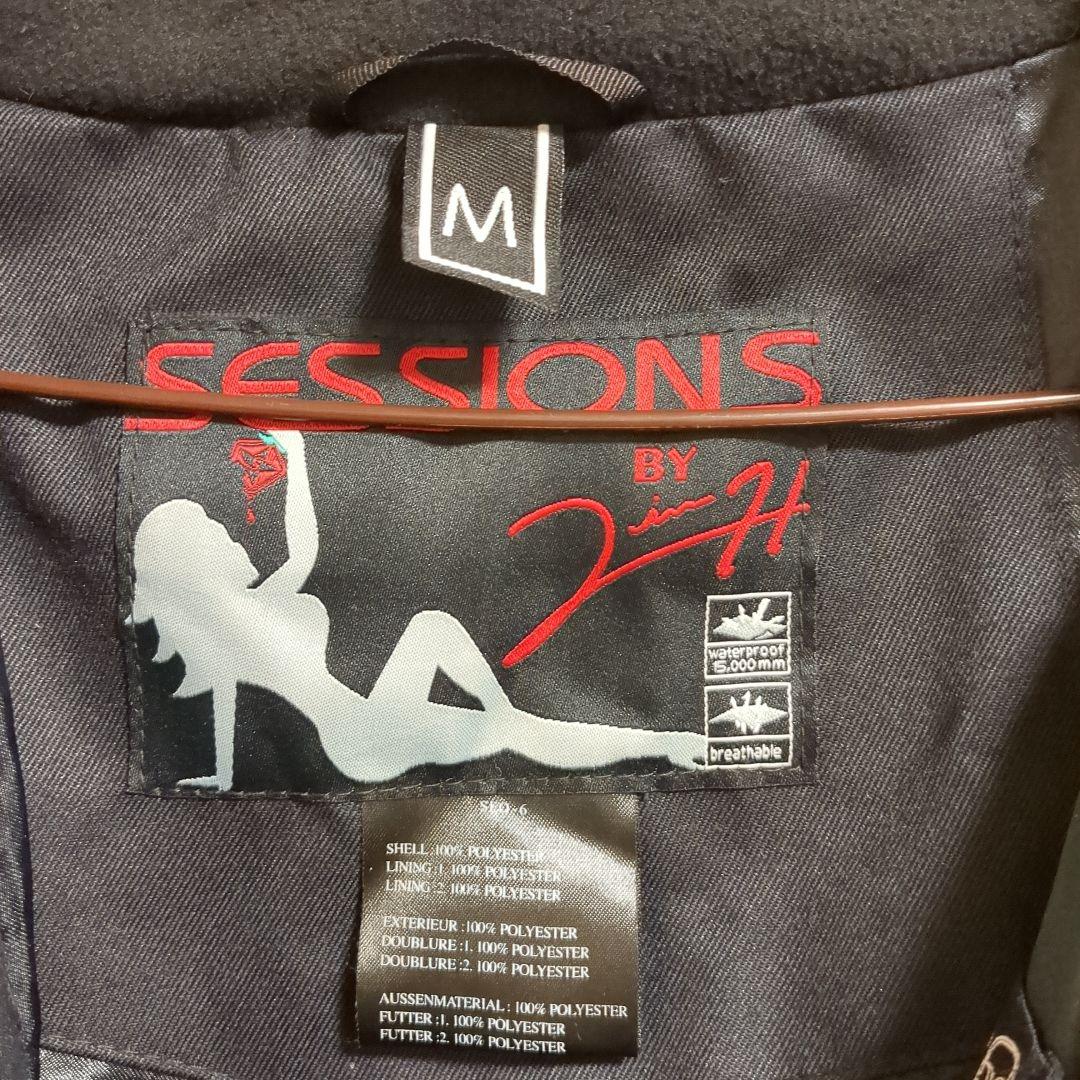 M
SESSIONS
BY
Jim H
waterproof
15,000mm
breathable
SHELL :100% POLYESTER
LINING :1. 100% POLYESTER
LINING :2. 100% POLYESTER
EXTERIEUR :100% POLYESTER
DOUBLURE :1. 100% POLYESTER
DOUBLURE :2. 100% POLYESTER
AUSSENMATERIAL : 100% POLYESTER
FUTTER :1. 100% POLYESTER
FUTTER :2. 100% POLYESTER